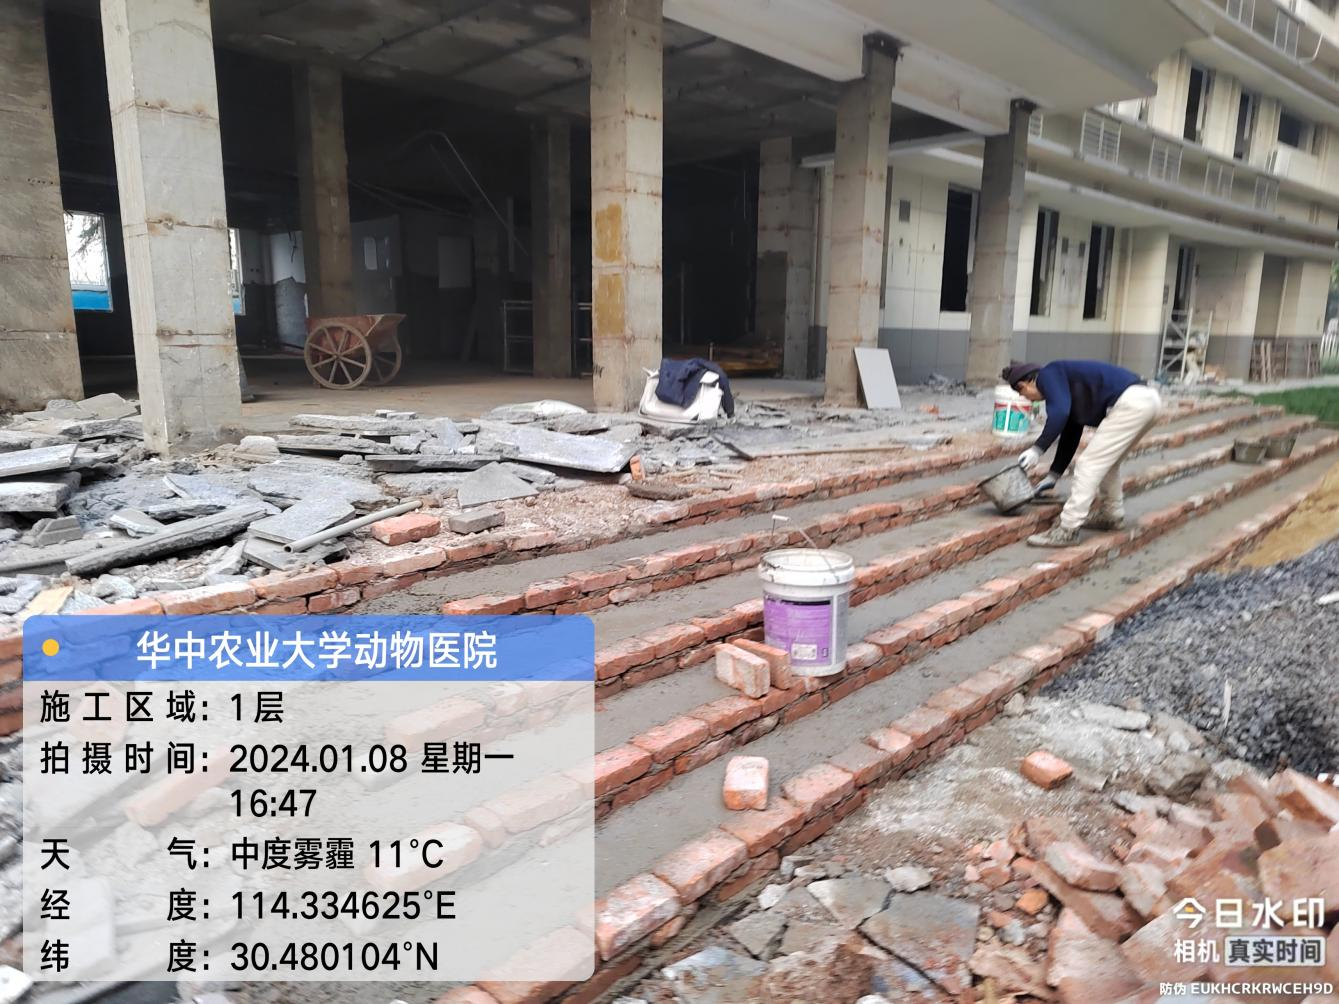 华中农业大学动物医院
施工区域：1层
拍摄时间：2024.01.08 星期一
16:47
天气：中度雾霾 11°C
经度：114.334625°E
纬度：30.480104°N
今日水印
相机 真实时间
防伪 EUKHCRKRWCEH9D